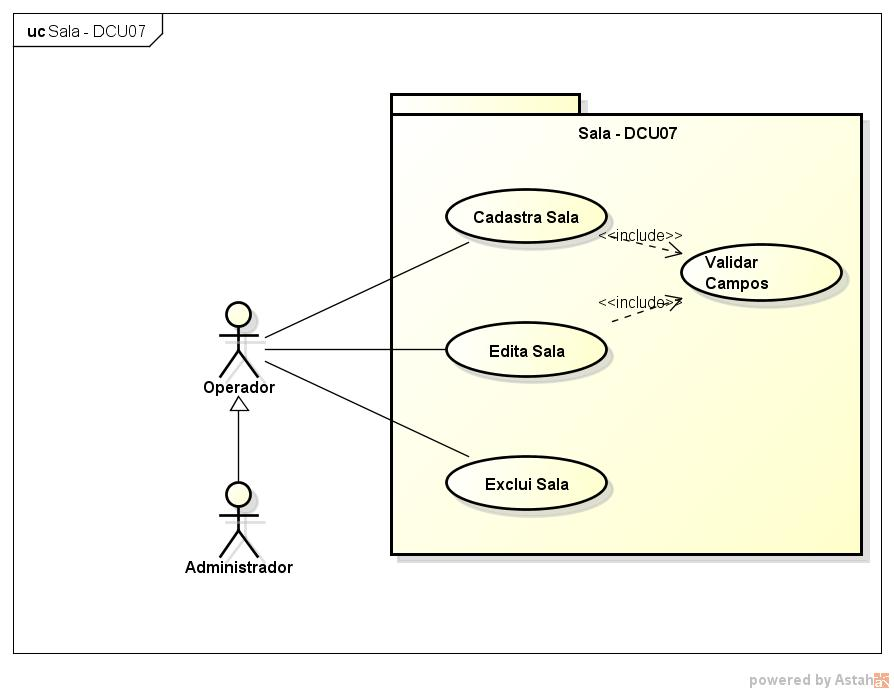 uc Sala - DCU07
Sala - DCU07
Cadastra Sala
<<include>>
Validar
Campos
<<include>>
Edita Sala
Operador
Exclui Sala
Administrador
powered by Astah